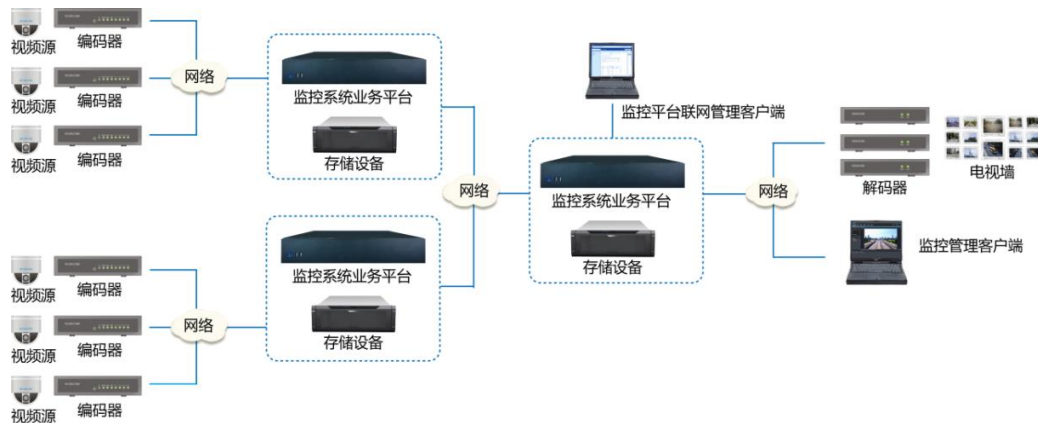 视频源
编码器
视频源
编码器
视频源
编码器
网络
监控系统业务平台
存储设备
视频源
编码器
视频源
编码器
视频源
编码器
网络
监控系统业务平台
存储设备
网络
监控平台联网管理客户端
监控系统业务平台
存储设备
网络
解码器
电视墙
监控管理客户端